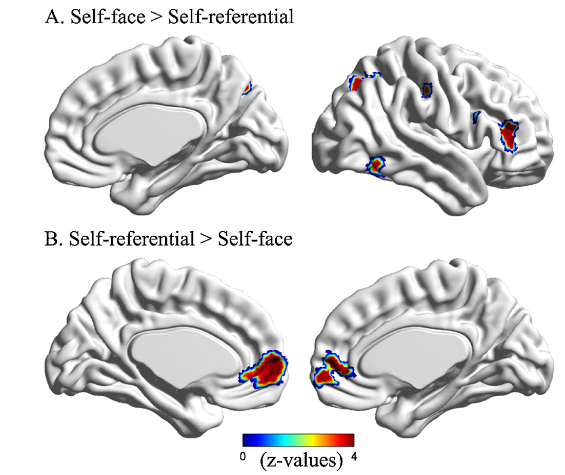 A. Self-face > Self-referential
B. Self-referential > Self-face
0 (z-values) 4